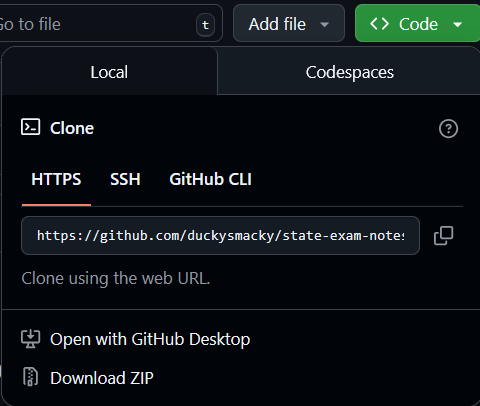 Go to file t Add file <> Code
Local Codespaces
Clone
HTTPS SSH GitHub CLI
https://github.com/duckysmacky/state-exam-notes
Clone using the web URL.
Open with GitHub Desktop
Download ZIP